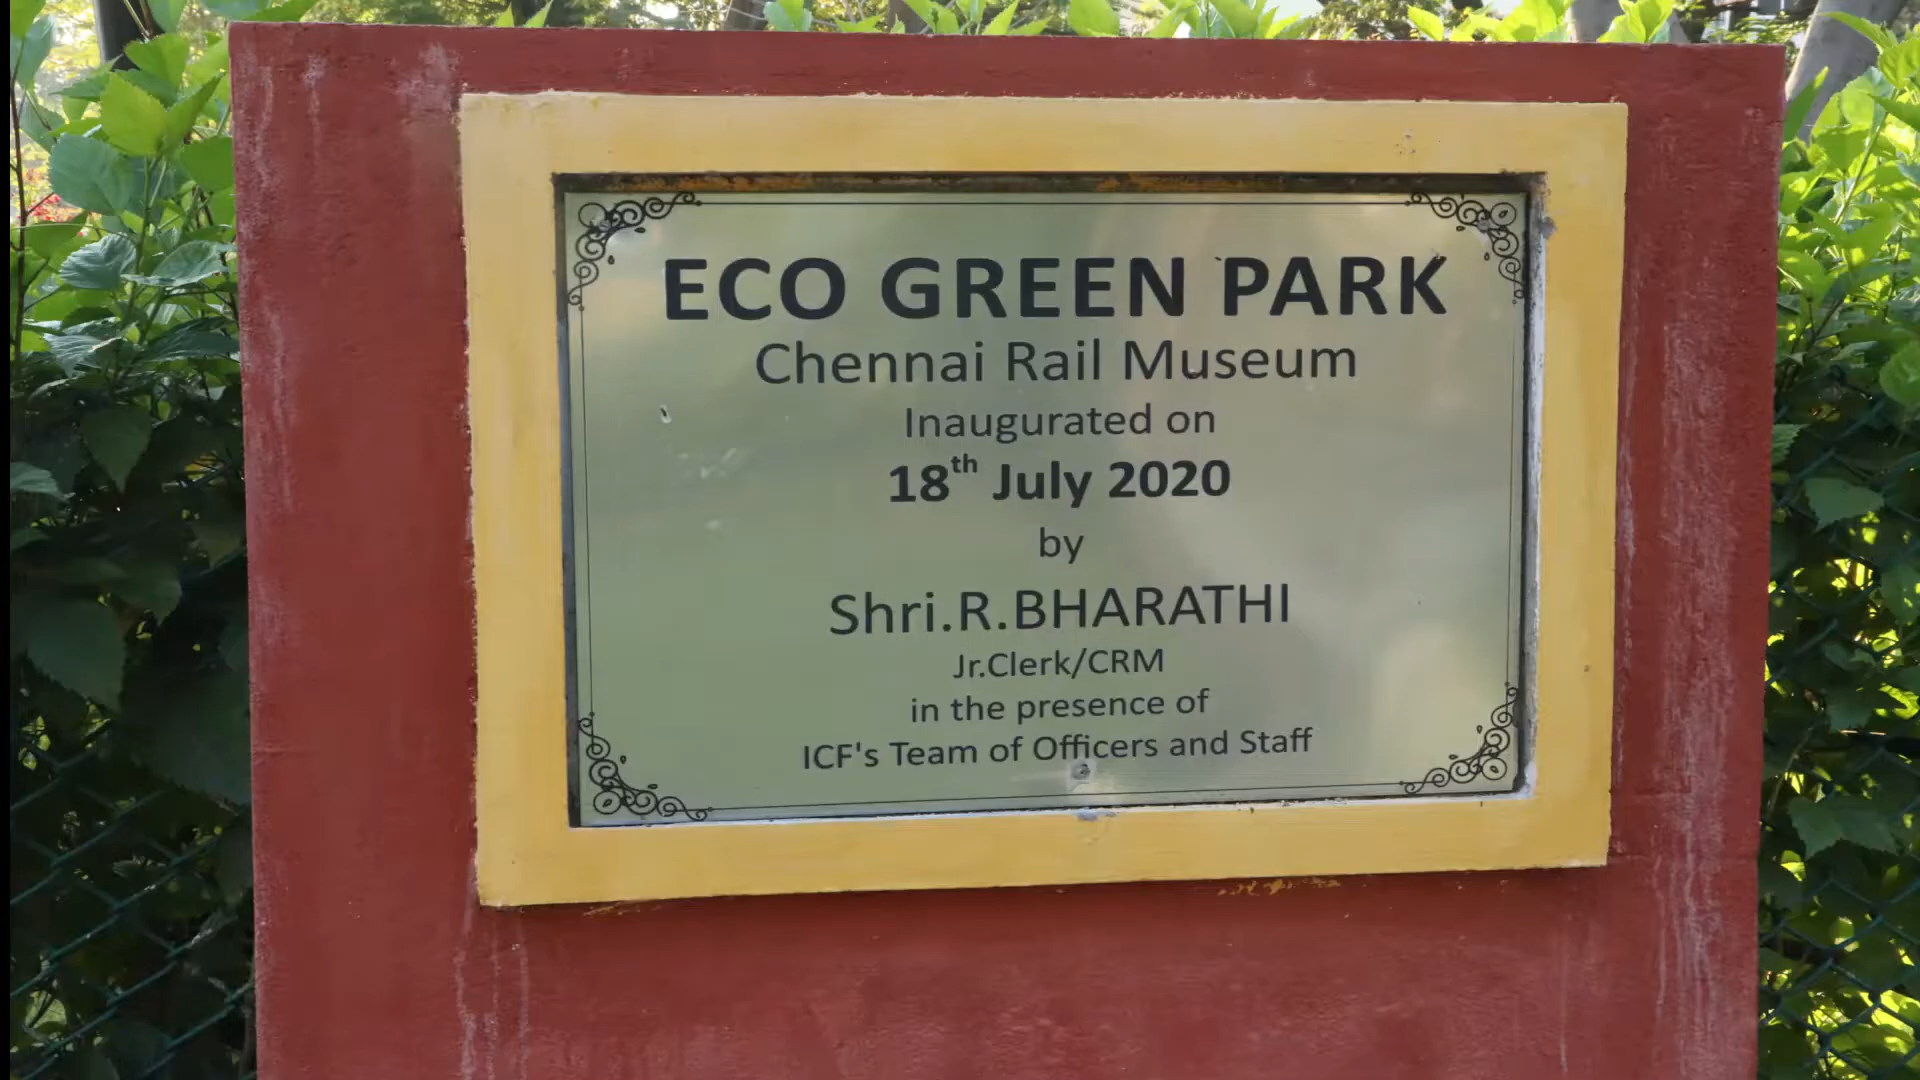 ECO GREEN PARK
Chennai Rail Museum
Inaugurated on
18th July 2020
by
Shri.R.BHARATHI
Jr.Clerk/CRM
in the presence of
ICF's Team of Officers and Staff